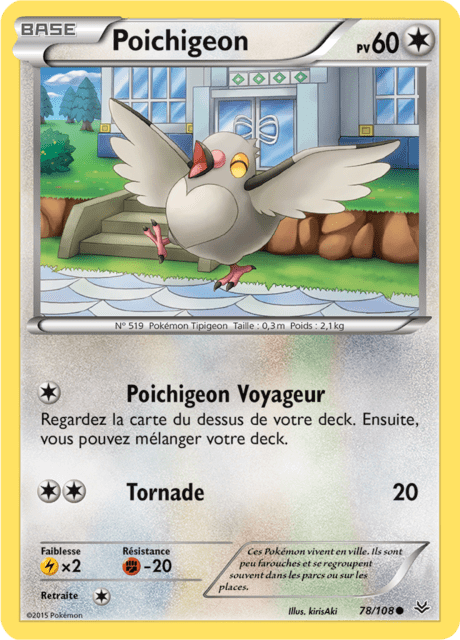 BASE
Poichigeon PV60
Nº 519 Pokémon Tipigeon Taille : 0,3 m Poids : 2,1 kg
Poichigeon Voyageur
Regardez la carte du dessus de votre deck. Ensuite,
vous pouvez mélanger votre deck.
Tornade 20
Faiblesse Résistance
×2 -20
Retraite
Ces Pokémon vivent en ville. Ils sont
peu farouches et se regroupent
souvent dans les parcs ou sur les
places.
©2015 Pokémon
Illus. kirisAki 78/108